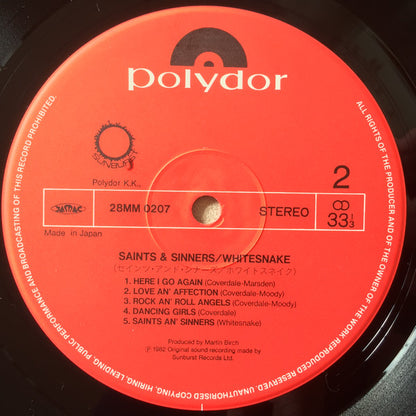 polydor
SUNBURST
Polydor K.K.,
2
JASRAC
28MM 0207
STEREO
33 1/3
Made in Japan
SAINTS & SINNERS/WHITESNAKE
(セインツ・アンド・シナーズ/ホワイトスネイク)
1. HERE I GO AGAIN (Coverdale-Marsden)
2. LOVE AN' AFFECTION (Coverdale-Moody)
3. ROCK AN' ROLL ANGELS (Coverdale-Moody)
4. DANCING GIRLS (Coverdale)
5. SAINTS AN' SINNERS (Whitesnake)
Produced by Martin Birch
Ⓟ 1982 Original sound recording made by
Sunburst Records Ltd.
ALL RIGHTS OF THE PRODUCER AND OF THE OWNER OF THE WORK REPRODUCED RESERVED. UNAUTHORISED COPYING, HIRING, LENDING, PUBLIC PERFORMANCE AND BROADCASTING OF THIS RECORD PROHIBITED.